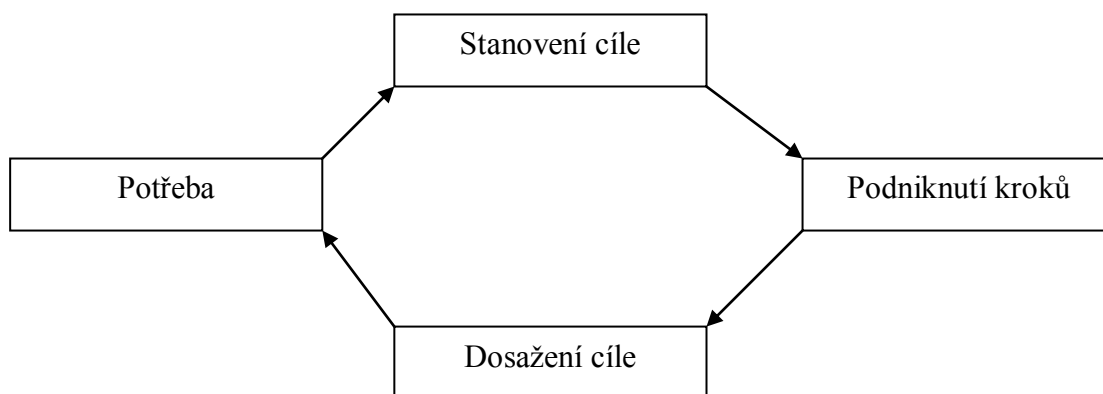 Stanovení cíle
Potřeba
Podniknutí kroků
Dosažení cíle